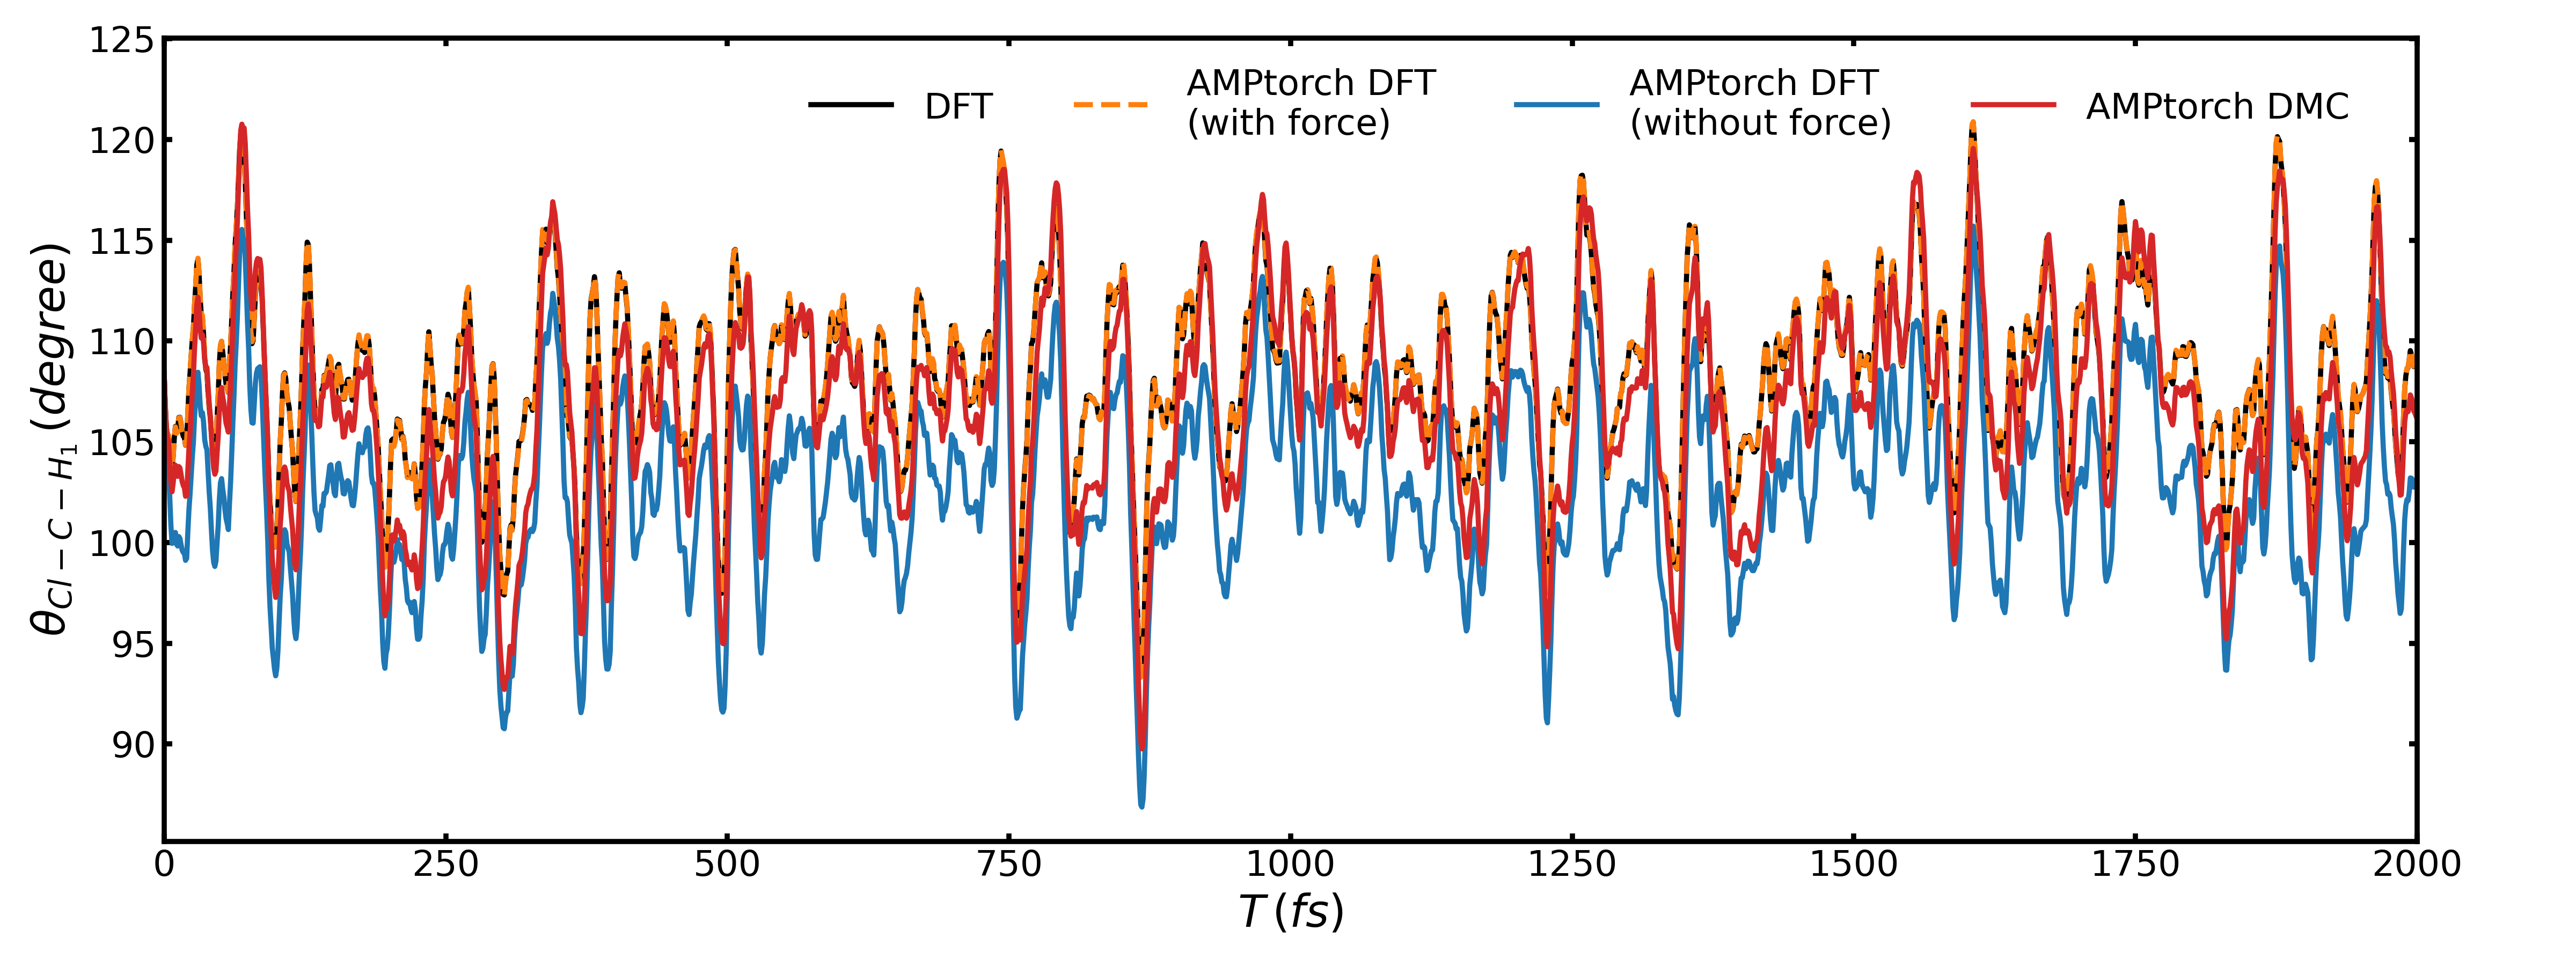 125
120
115
110
105
100
95
90
θCl − C − H1 (degree)
DFT
AMPtorch DFT
(with force)
AMPtorch DFT
(without force)
AMPtorch DMC
0 250 500 750 1000 1250 1500 1750 2000
T (fs)